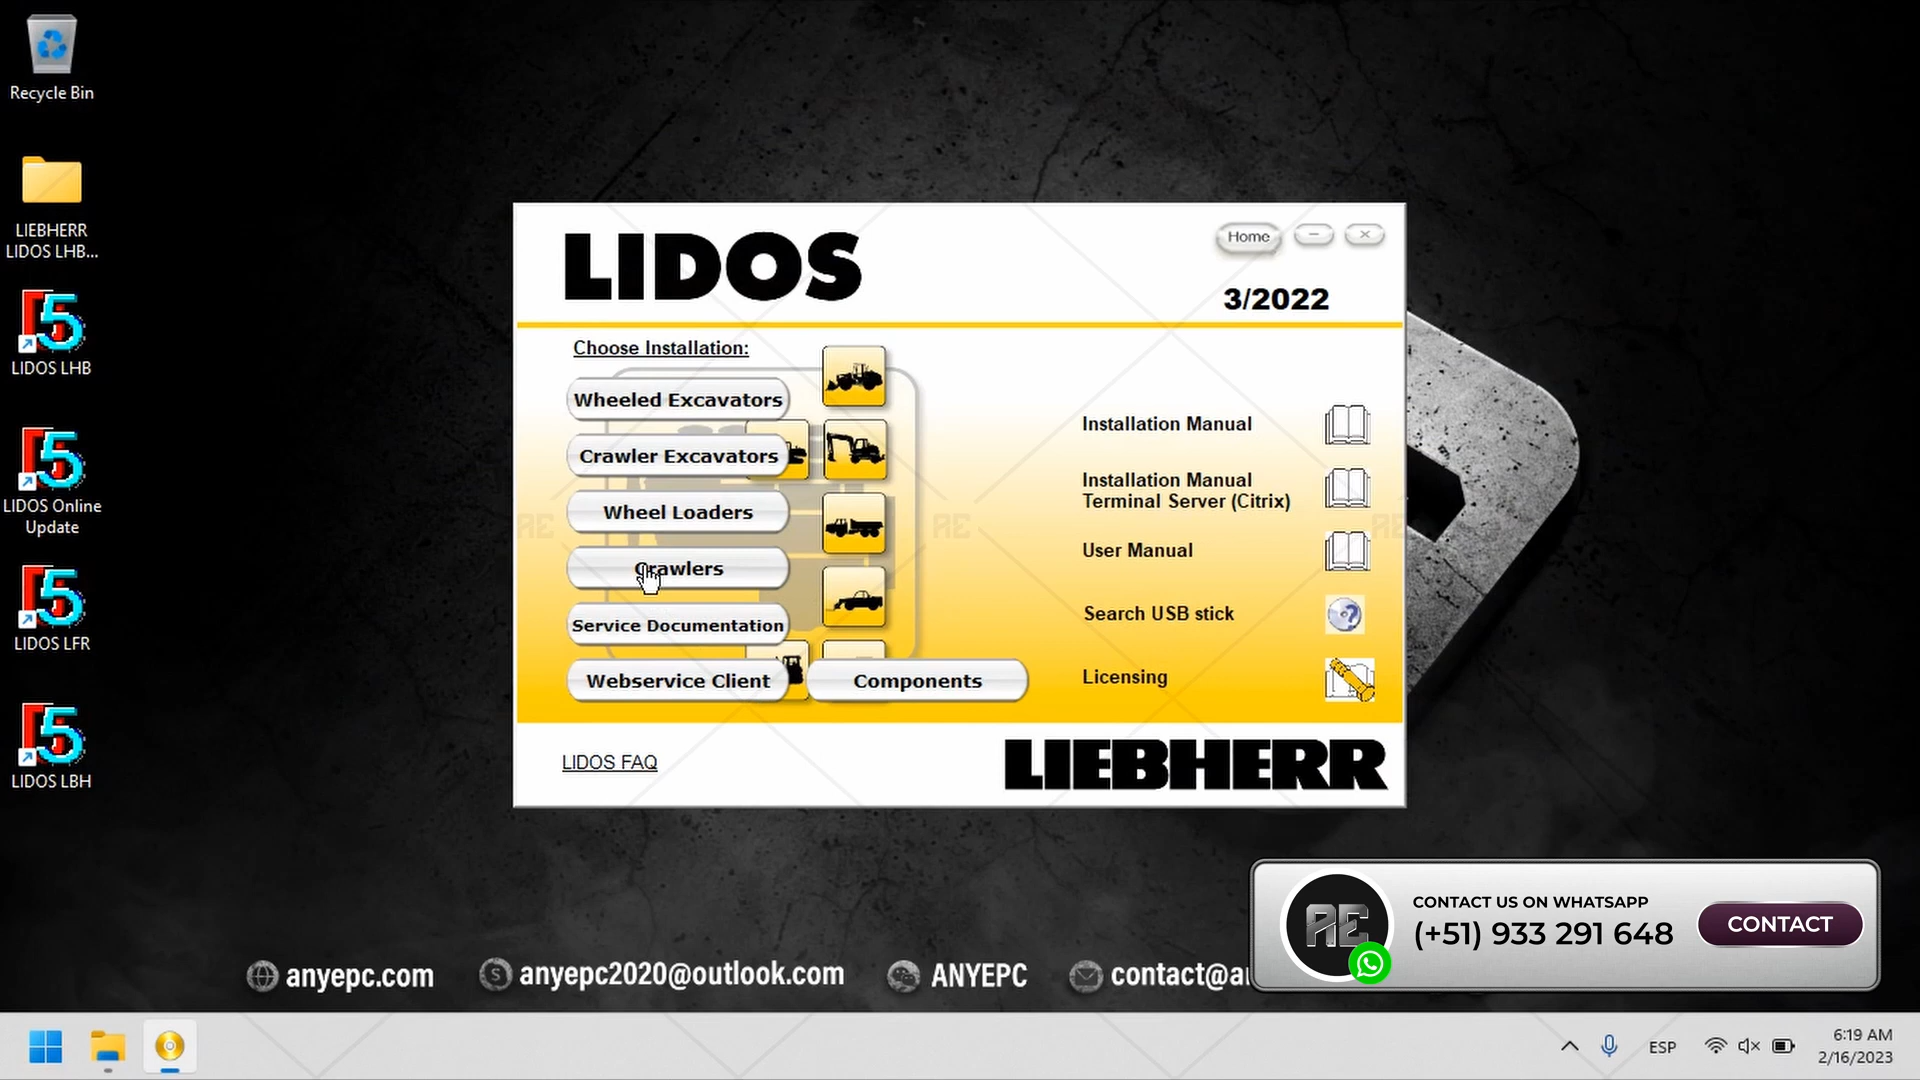 Recycle Bin
LIEBHERR
LIDOS LHB...
LIDOS LHB
LIDOS Online
Update
LIDOS LFR
LIDOS LBH
LIDOS
Home
3/2022
Choose Installation:
Wheeled Excavators
Crawler Excavators
Wheel Loaders
Crawlers
Service Documentation
Webservice Client
Components
Installation Manual
Installation Manual
Terminal Server (Citrix)
User Manual
Search USB stick
Licensing
LIDOS FAQ
LIEBHERR
AE
CONTACT US ON WHATSAPP
(+51) 933 291 648
CONTACT
anyepc.com
anyepc2020@outlook.com
ANYEPC
contact@a
ESP
6:19 AM
2/16/2023